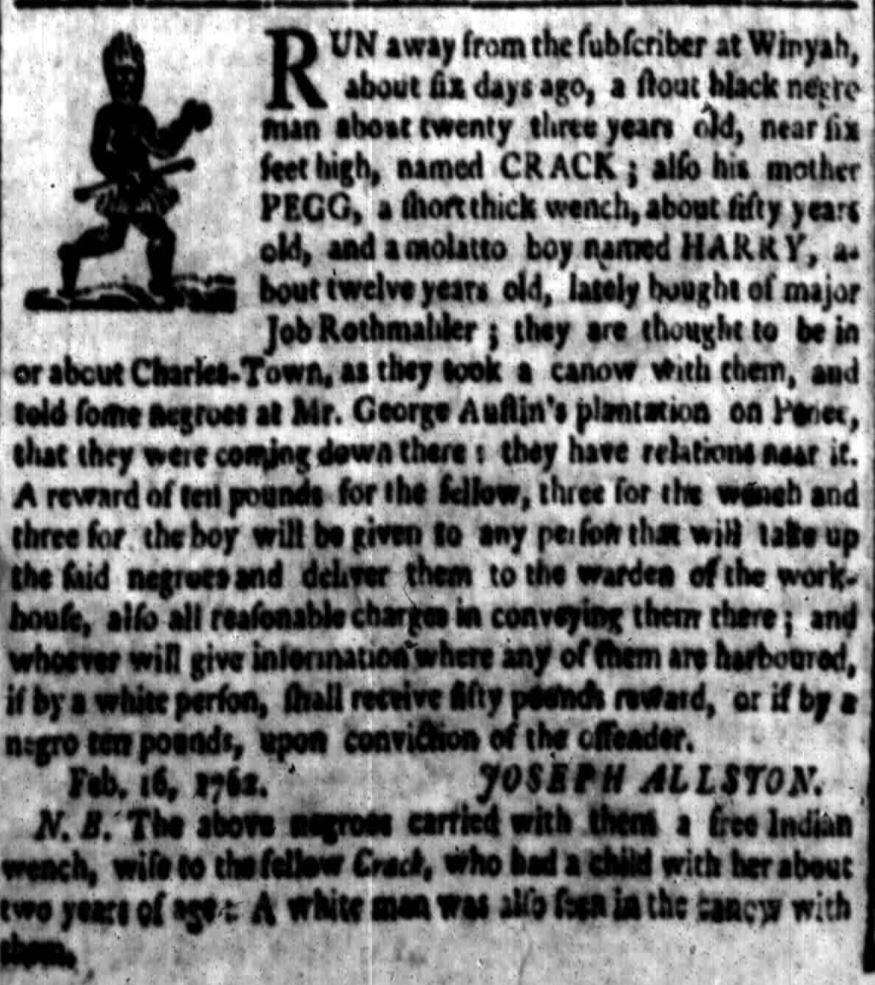 RUN away from the ſubſcriber at Winyah,
about ſix days ago, a ſtout black negro
man about twenty three years old, near ſix
feet high, named CRACK ; alſo his mother
PEGG, a ſhort thick wench, about fifty years
old, and a molatto boy named HARRY, a-
bout twelve years old, lately bought of major
Job Rothmahler ; they are thought to be in
or about Charles-Town, as they took a canow with them, and
told ſome negroes at Mr. George Auſtin's plantation on Pedee,
that they were coming down there : they have relations near it.
A reward of ten pounds for the fellow, three for the wench and
three for the boy will be given to any perſon that will take up
the ſaid negroes and deliver them to the warden of the work-
houſe, alſo all reaſonable charges in conveying them there ; and
whoever will give information where any of them are harboured,
if by a white perſon, ſhall receive fifty pounds reward, or if by a
negro ten pounds, upon conviction of the offender.
Feb. 16, 1762. JOSEPH ALLSTON.
N. B. The above negroes carried with them a free Indian
wench, wife to the fellow Crack, who had a child with her about
two years of age : A white man was alſo ſeen in the canow with
them.